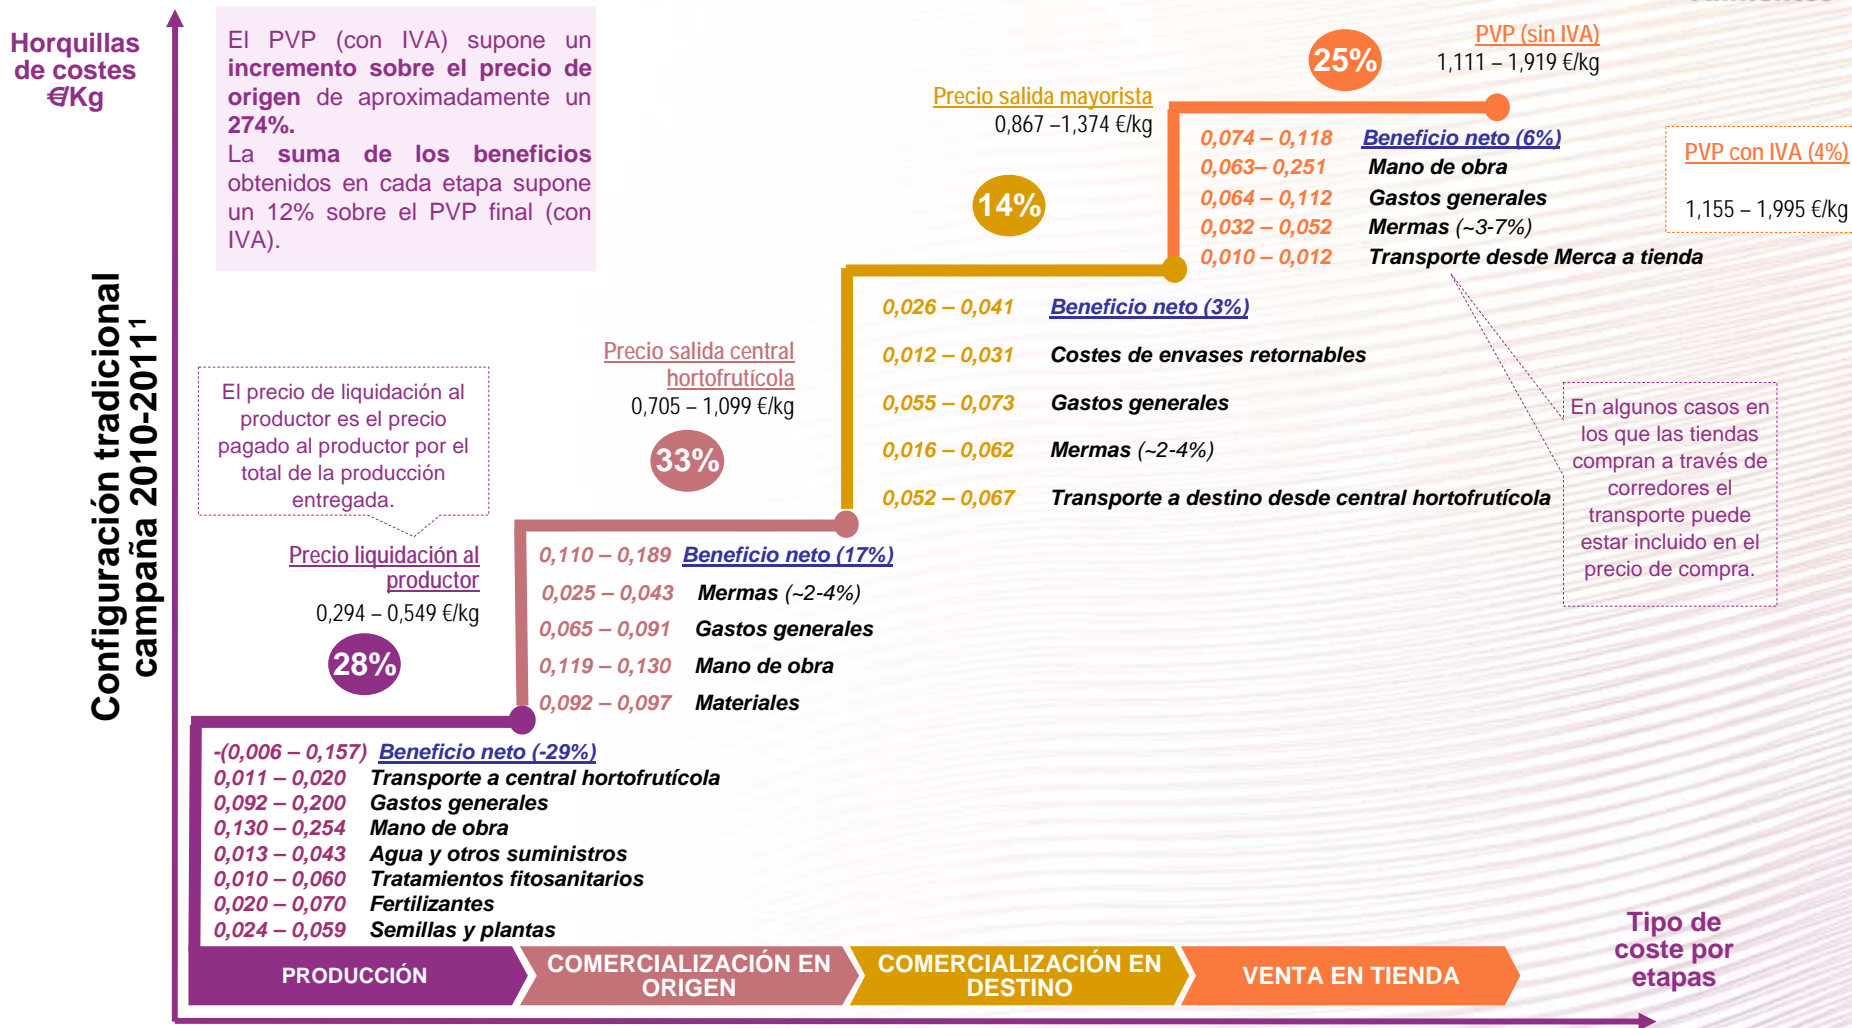 Horquillas
de costes
€/Kg
El PVP (con IVA) supone un
incremento sobre el precio de
origen de aproximadamente un
274%.
La suma de los beneficios
obtenidos en cada etapa supone
un 12% sobre el PVP final (con
IVA).
25%
PVP (sin IVA)
1,111 – 1,919 €/kg
PVP con IVA (4%)
1,155 – 1,995 €/kg
Precio salida mayorista
0,867 –1,374 €/kg
14%
0,074 – 0,118 Beneficio neto (6%)
0,063– 0,251 Mano de obra
0,064 – 0,112 Gastos generales
0,032 – 0,052 Mermas (~3-7%)
0,010 – 0,012 Transporte desde Merca a tienda
En algunos casos en
los que las tiendas
compran a través de
corredores el
transporte puede
estar incluido en el
precio de compra.
Precio salida central
hortofrutícola
0,705 – 1,099 €/kg
33%
0,026 – 0,041 Beneficio neto (3%)
0,012 – 0,031 Costes de envases retornables
0,055 – 0,073 Gastos generales
0,016 – 0,062 Mermas (~2-4%)
0,052 – 0,067 Transporte a destino desde central hortofrutícola
Configuración tradicional
campaña 2010-2011¹
El precio de liquidación al
productor es el precio
pagado al productor por el
total de la producción
entregada.
Precio liquidación al
productor
0,294 – 0,549 €/kg
28%
0,110 – 0,189 Beneficio neto (17%)
0,025 – 0,043 Mermas (~2-4%)
0,065 – 0,091 Gastos generales
0,119 – 0,130 Mano de obra
0,092 – 0,097 Materiales
-(0,006 – 0,157) Beneficio neto (-29%)
0,011 – 0,020 Transporte a central hortofrutícola
0,092 – 0,200 Gastos generales
0,130 – 0,254 Mano de obra
0,013 – 0,043 Agua y otros suministros
0,010 – 0,060 Tratamientos fitosanitarios
0,020 – 0,070 Fertilizantes
0,024 – 0,059 Semillas y plantas
PRODUCCIÓN
COMERCIALIZACIÓN EN
ORIGEN
COMERCIALIZACIÓN EN
DESTINO
VENTA EN TIENDA
Tipo de
coste por
etapas